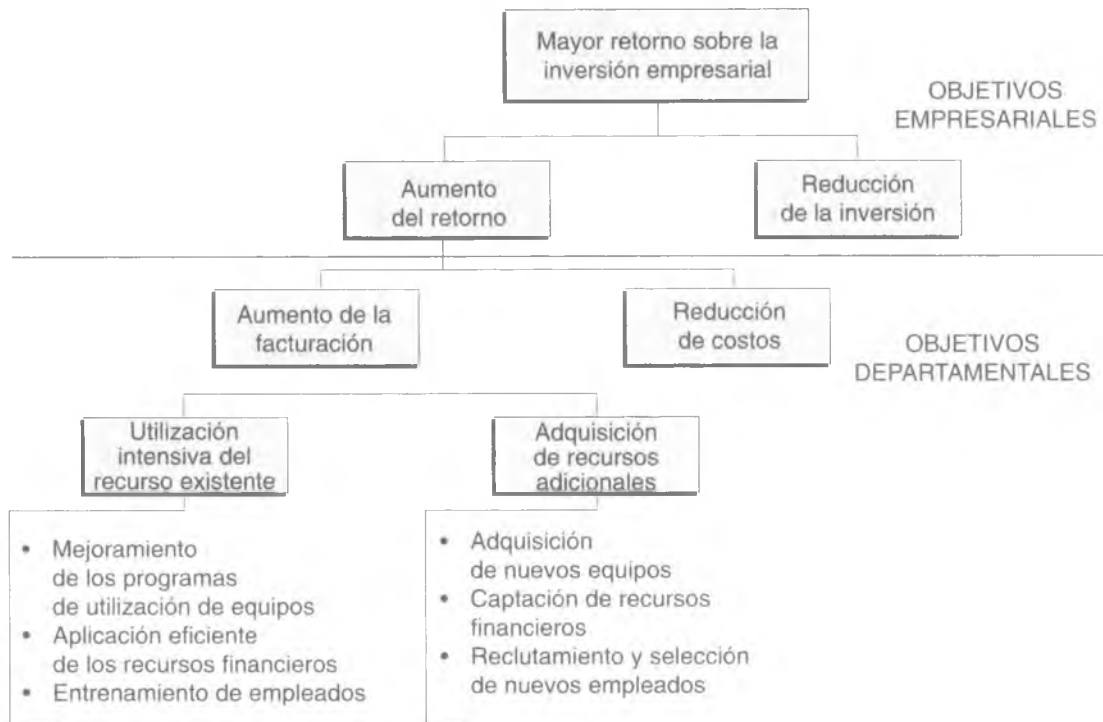 Mayor retorno sobre la
inversión empresarial
OBJETIVOS
EMPRESARIALES
Aumento
del retorno
Reducción
de la inversión
Aumento de la
facturación
Reducción
de costos
OBJETIVOS
DEPARTAMENTALES
Utilización
intensiva del
recurso existente
Adquisición
de recursos
adicionales
• Mejoramiento
de los programas
de utilización de equipos
• Aplicación eficiente
de los recursos financieros
• Entrenamiento de empleados
• Adquisición
de nuevos equipos
• Captación de recursos
financieros
• Reclutamiento y selección
de nuevos empleados